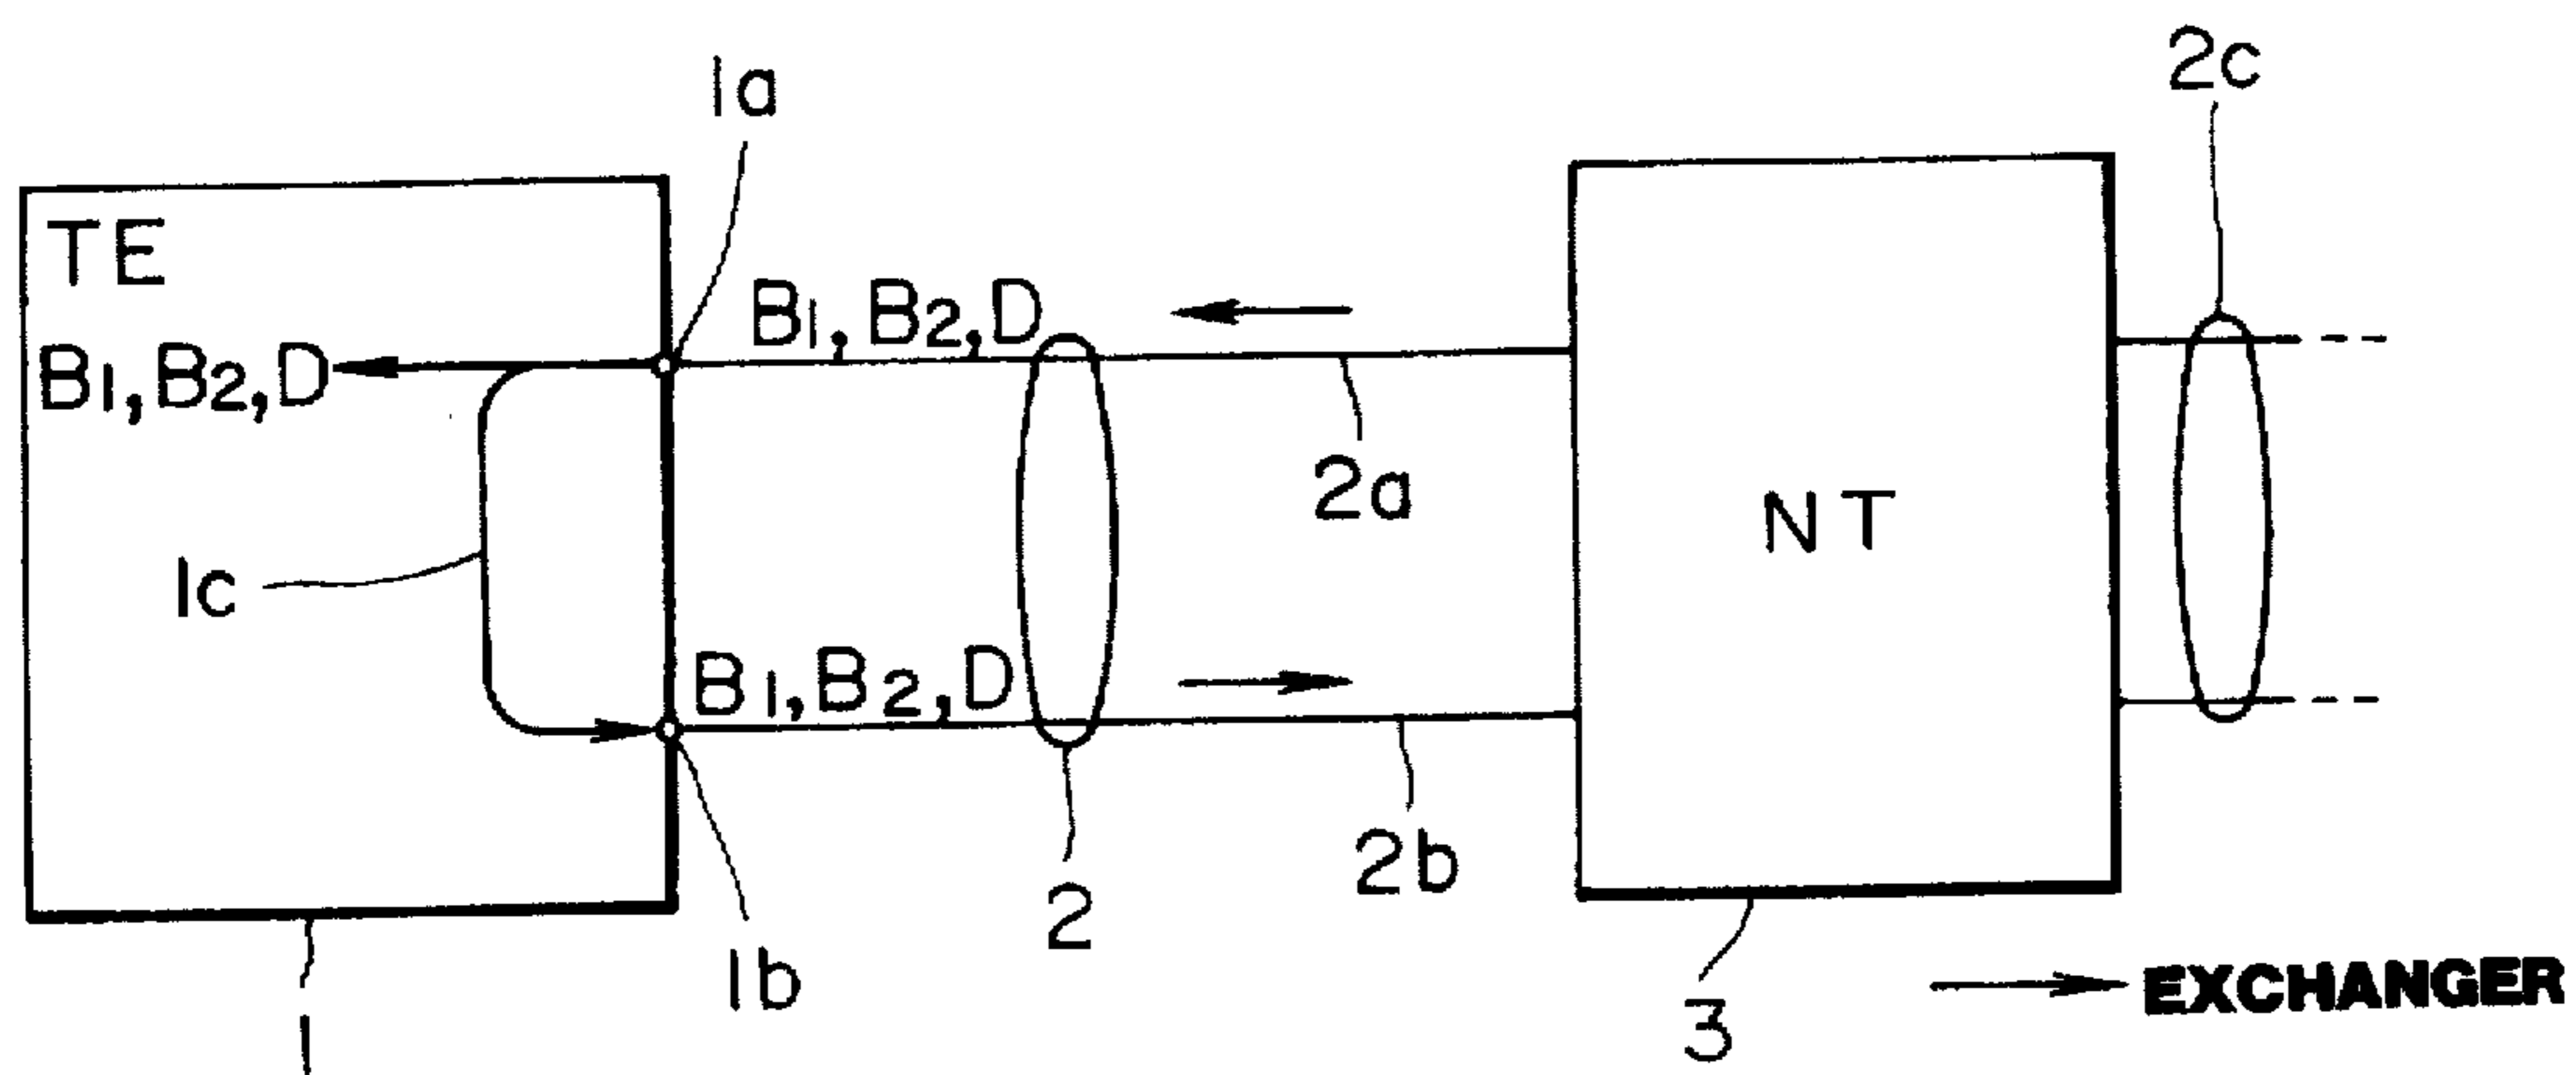 1a
2c
TE
B1, B2, D
B1, B2, D
2a
NT
1c
B1, B2, D
2b
2
1b
3
EXCHANGER
1